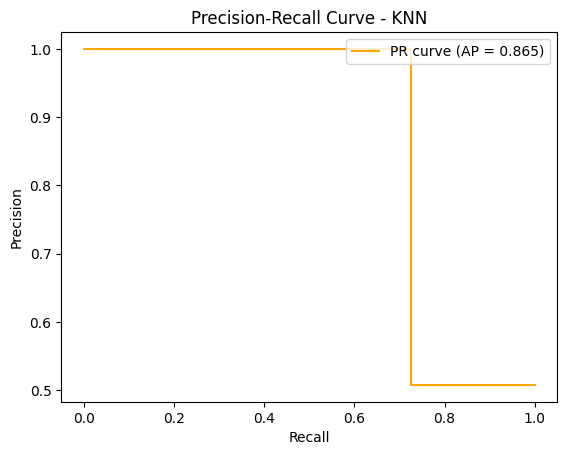 Precision-Recall Curve - KNN
PR curve (AP = 0.865)
1.0
0.9
0.8
0.7
0.6
0.5
Precision
0.0 0.2 0.4 0.6 0.8 1.0
Recall